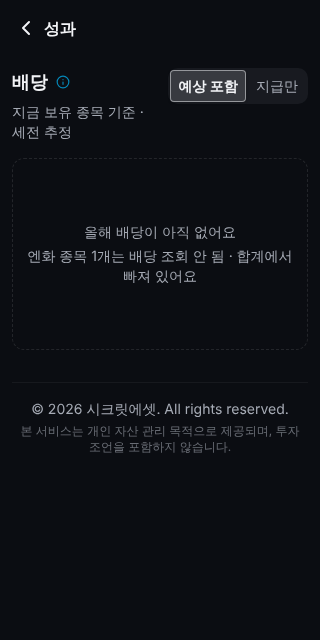 성과
배당
예상 포함
지급만
지금 보유 종목 기준 ·
세전 추정
올해 배당이 아직 없어요
엔화 종목 1개는 배당 조회 안 됨 · 합계에서
빠져 있어요
© 2026 시크릿에셋. All rights reserved.
본 서비스는 개인 자산 관리 목적으로 제공되며, 투자
조언을 포함하지 않습니다.